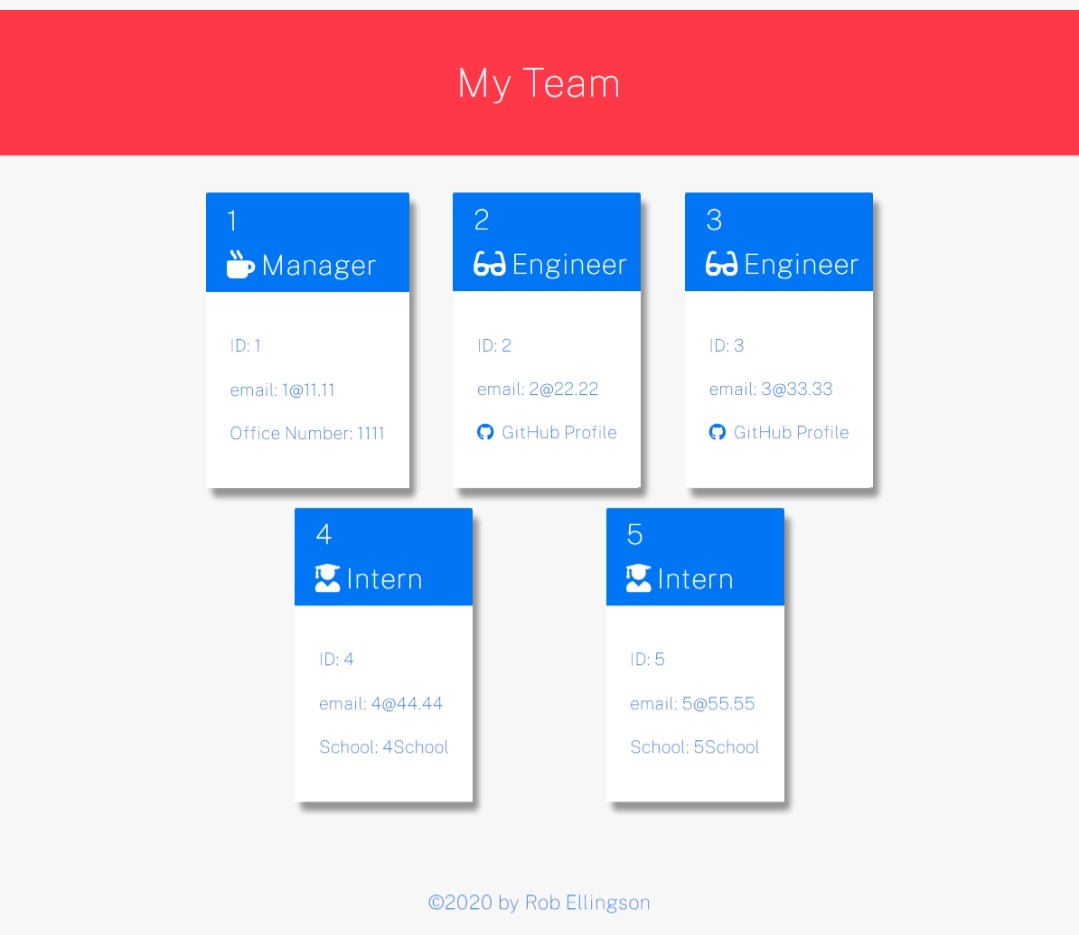 My Team
1
Manager
ID: 1
email: 1@11.11
Office Number: 1111
2
Engineer
ID: 2
email: 2@22.22
GitHub Profile
3
Engineer
ID: 3
email: 3@33.33
GitHub Profile
4
Intern
ID: 4
email: 4@44.44
School: 4School
5
Intern
ID: 5
email: 5@55.55
School: 5School
©2020 by Rob Ellingson